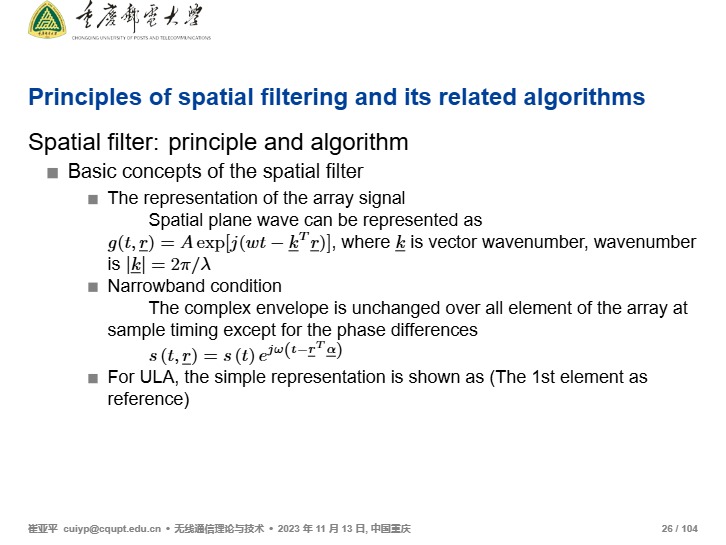 重慶郵電大學
CHONGQING UNIVERSITY OF POSTS AND TELECOMMUNICATIONS
Principles of spatial filtering and its related algorithms
Spatial filter: principle and algorithm
Basic concepts of the spatial filter
The representation of the array signal
Spatial plane wave can be represented as
g(t, r) = A exp[j(wt − k^T r)], where k is vector wavenumber, wavenumber
is |k| = 2π/λ
Narrowband condition
The complex envelope is unchanged over all element of the array at
sample timing except for the phase differences
s (t, r) = s (t) e^{jω(t−r^T α)}
For ULA, the simple representation is shown as (The 1st element as
reference)
崔亚平 cuiyp@cqupt.edu.cn • 无线通信理论与技术 • 2023 年 11 月 13 日, 中国重庆 26 / 104